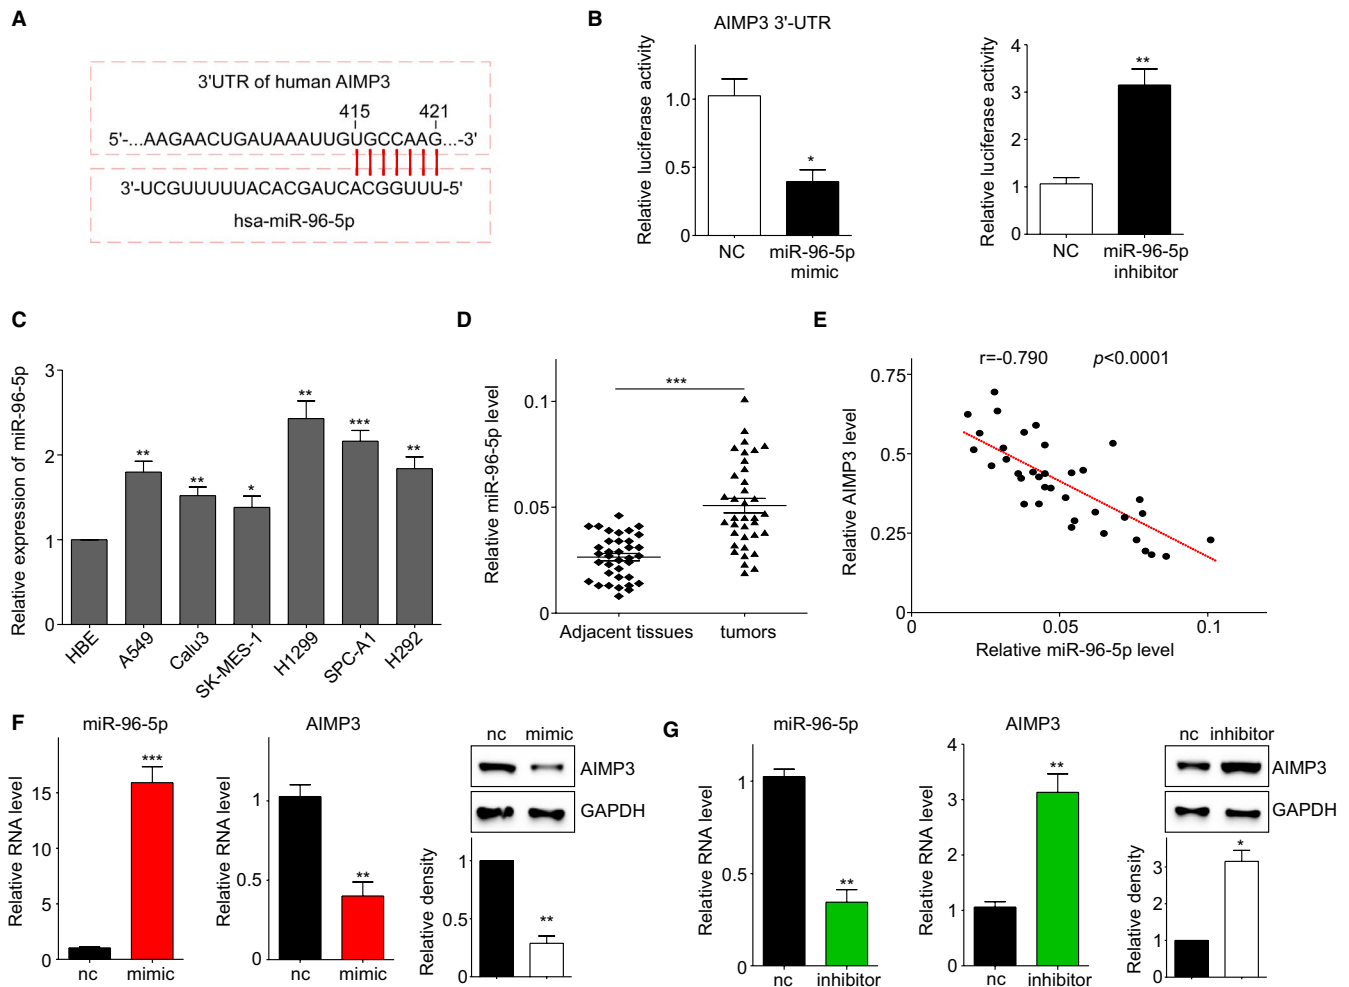 A
3'UTR of human AIMP3
415 421
5'-...AAGAACUGAUAAAUUGUGCCAAG...-3'
3'-UCGUUUUUACACGAUCACGGUUU-5'
hsa-miR-96-5p
B
AIMP3 3'-UTR
Relative luciferase activity
1.0
0.5
0
*
NC
miR-96-5p
mimic
Relative luciferase activity
4
3
2
1
0
**
NC
miR-96-5p
inhibitor
C
Relative expression of miR-96-5p
3
2
1
0
** ** * ** *** **
HBE A549 Calu3 SK-MES-1 H1299 SPC-A1 H292
D
Relative miR-96-5p level
0.1
0.05
0
***
Adjacent tissues tumors
E
r=-0.790 p<0.0001
Relative AIMP3 level
0.75
0.5
0.25
0
0 0.05 0.1
Relative miR-96-5p level
F
miR-96-5p
Relative RNA level
15
10
5
0
***
nc mimic
AIMP3
Relative RNA level
1
0.5
0
**
nc mimic
nc mimic
AIMP3
GAPDH
Relative density
1
0.5
0
**
G
miR-96-5p
Relative RNA level
1
0.5
0
**
nc inhibitor
AIMP3
Relative RNA level
4
3
2
1
0
**
nc inhibitor
nc inhibitor
AIMP3
GAPDH
Relative density
3
2
1
0
*